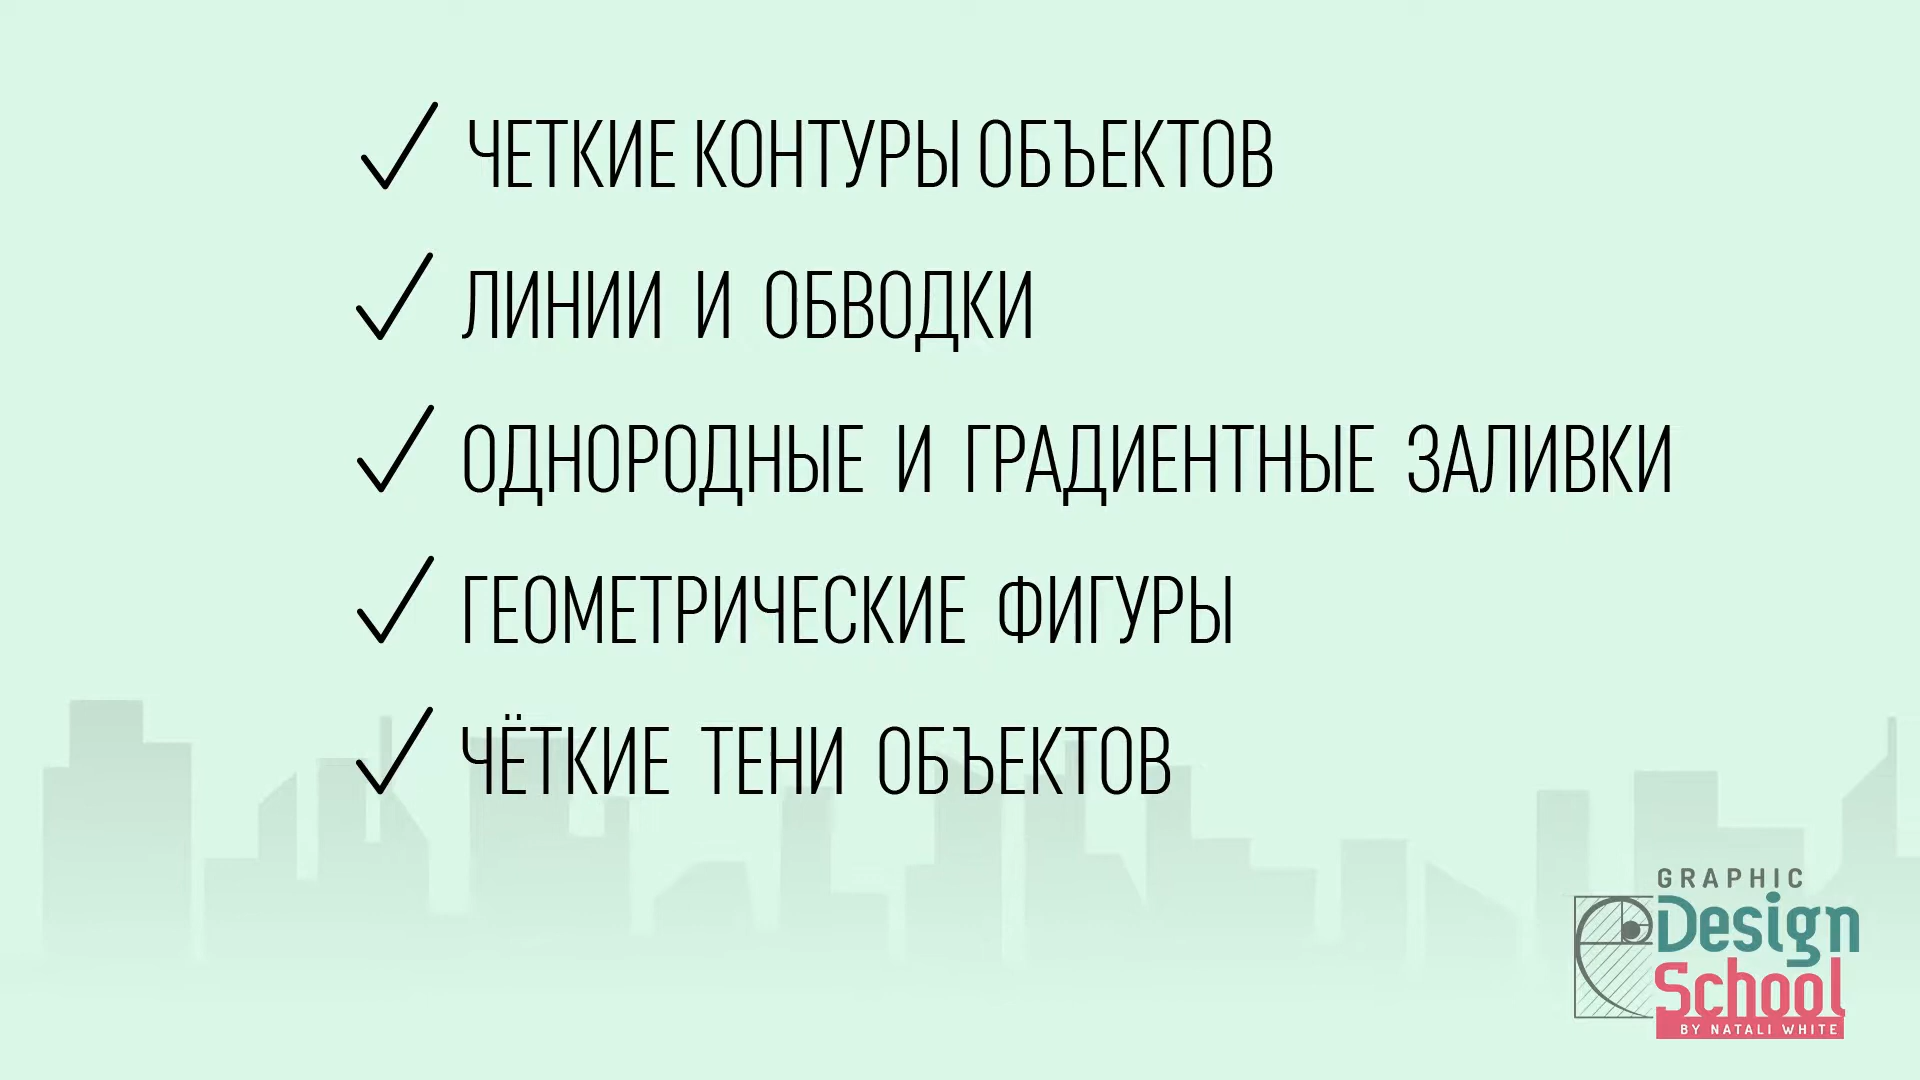 ЧЕТКИЕ КОНТУРЫ ОБЪЕКТОВ
ЛИНИИ И ОБВОДКИ
ОДНОРОДНЫЕ И ГРАДИЕНТНЫЕ ЗАЛИВКИ
ГЕОМЕТРИЧЕСКИЕ ФИГУРЫ
ЧЁТКИЕ ТЕНИ ОБЪЕКТОВ
GRAPHIC
Design
School
BY NATALI WHITE